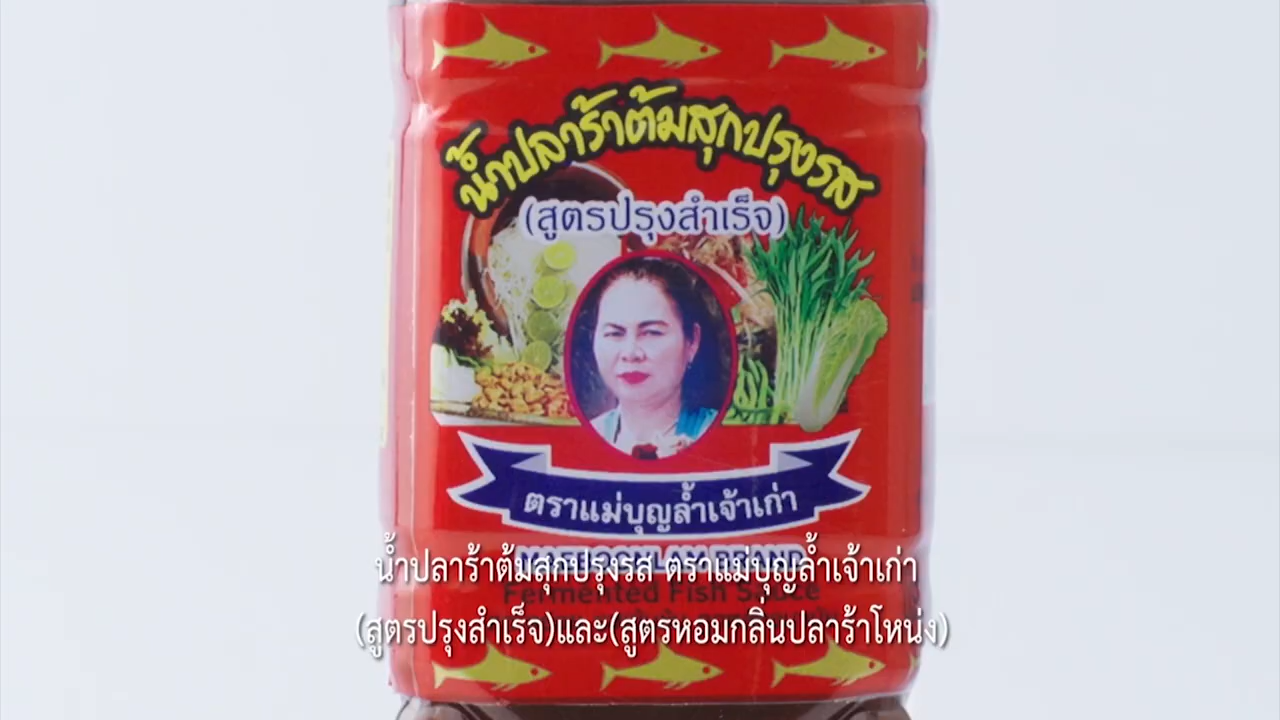 น้ำปลาร้าต้มสุกปรุงรส
(สูตรปรุงสำเร็จ)
ตราแม่บุญล้ำเจ้าเก่า
MAEBOONLAM BRAND
น้ำปลาร้าต้มสุกปรุงรส ตราแม่บุญล้ำเจ้าเก่า
Fermented Fish Sauce
(สูตรปรุงสำเร็จ)และ(สูตรหอมกลิ่นปลาร้าโหน่ง)